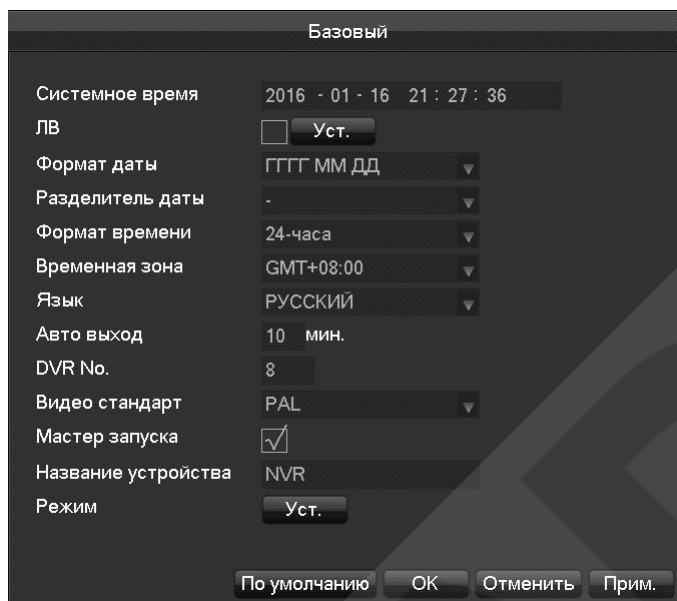 Базовый
Системное время 2016 - 01 - 16 21 : 27 : 36
ЛВ Уст.
Формат даты ГГГГ ММ ДД
Разделитель даты -
Формат времени 24-часа
Временная зона GMT+08:00
Язык РУССКИЙ
Авто выход 10 мин.
DVR No. 8
Видео стандарт PAL
Мастер запуска
Название устройства NVR
Режим Уст.
По умолчанию OK Отменить Прим.